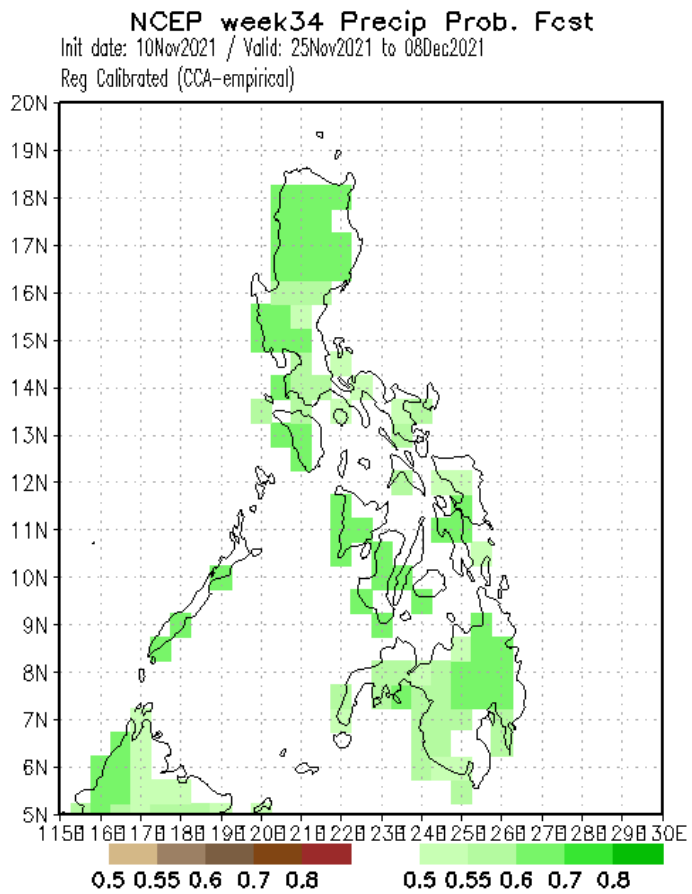 NCEP week34 Precip Prob. Fcst
Init date: 10Nov2021 / Valid: 25Nov2021 to 08Dec2021
Reg Calibrated (CCA-empirical)
20N
19N
18N
17N
16N
15N
14N
13N
12N
11N
10N
9N
8N
7N
6N
5N
115E 116E 117E 118E 119E 120E 121E 122E 123E 124E 125E 126E 127E 128E 129E 130E
0.5 0.55 0.6 0.7 0.8 0.5 0.55 0.6 0.7 0.8